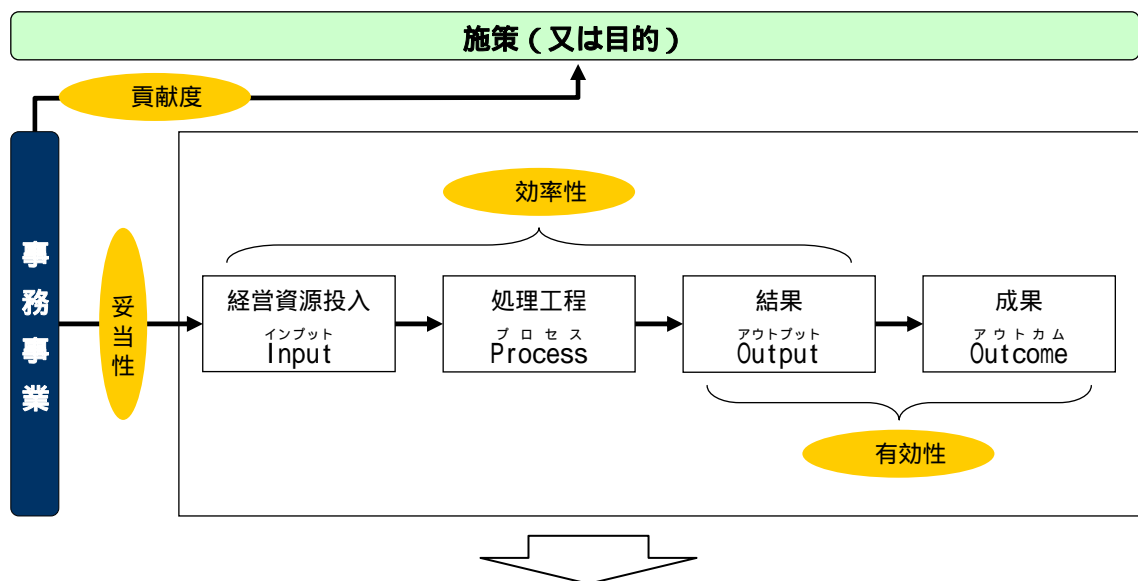 施策（又は目的）
貢献度
効率性
事務事業
妥当性
経営資源投入
インプット
Input
処理工程
プロセス
Process
結果
アウトプット
Output
成果
アウトカム
Outcome
有効性